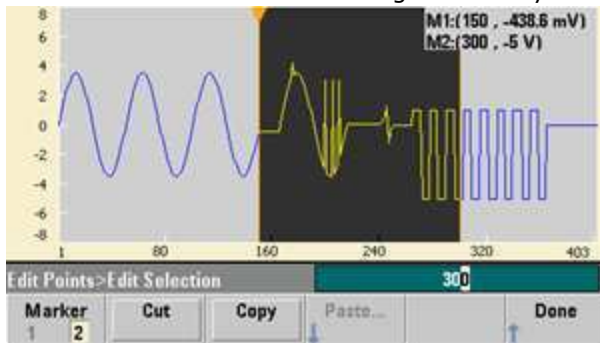 M1:(150 , -438.6 mV)
M2:(300 , -5 V)
8
6
4
2
0
-2
-4
-6
-8
1 80 160 240 320 403
Edit Points>Edit Selection 300
Marker Cut Copy Paste... Done
1 2